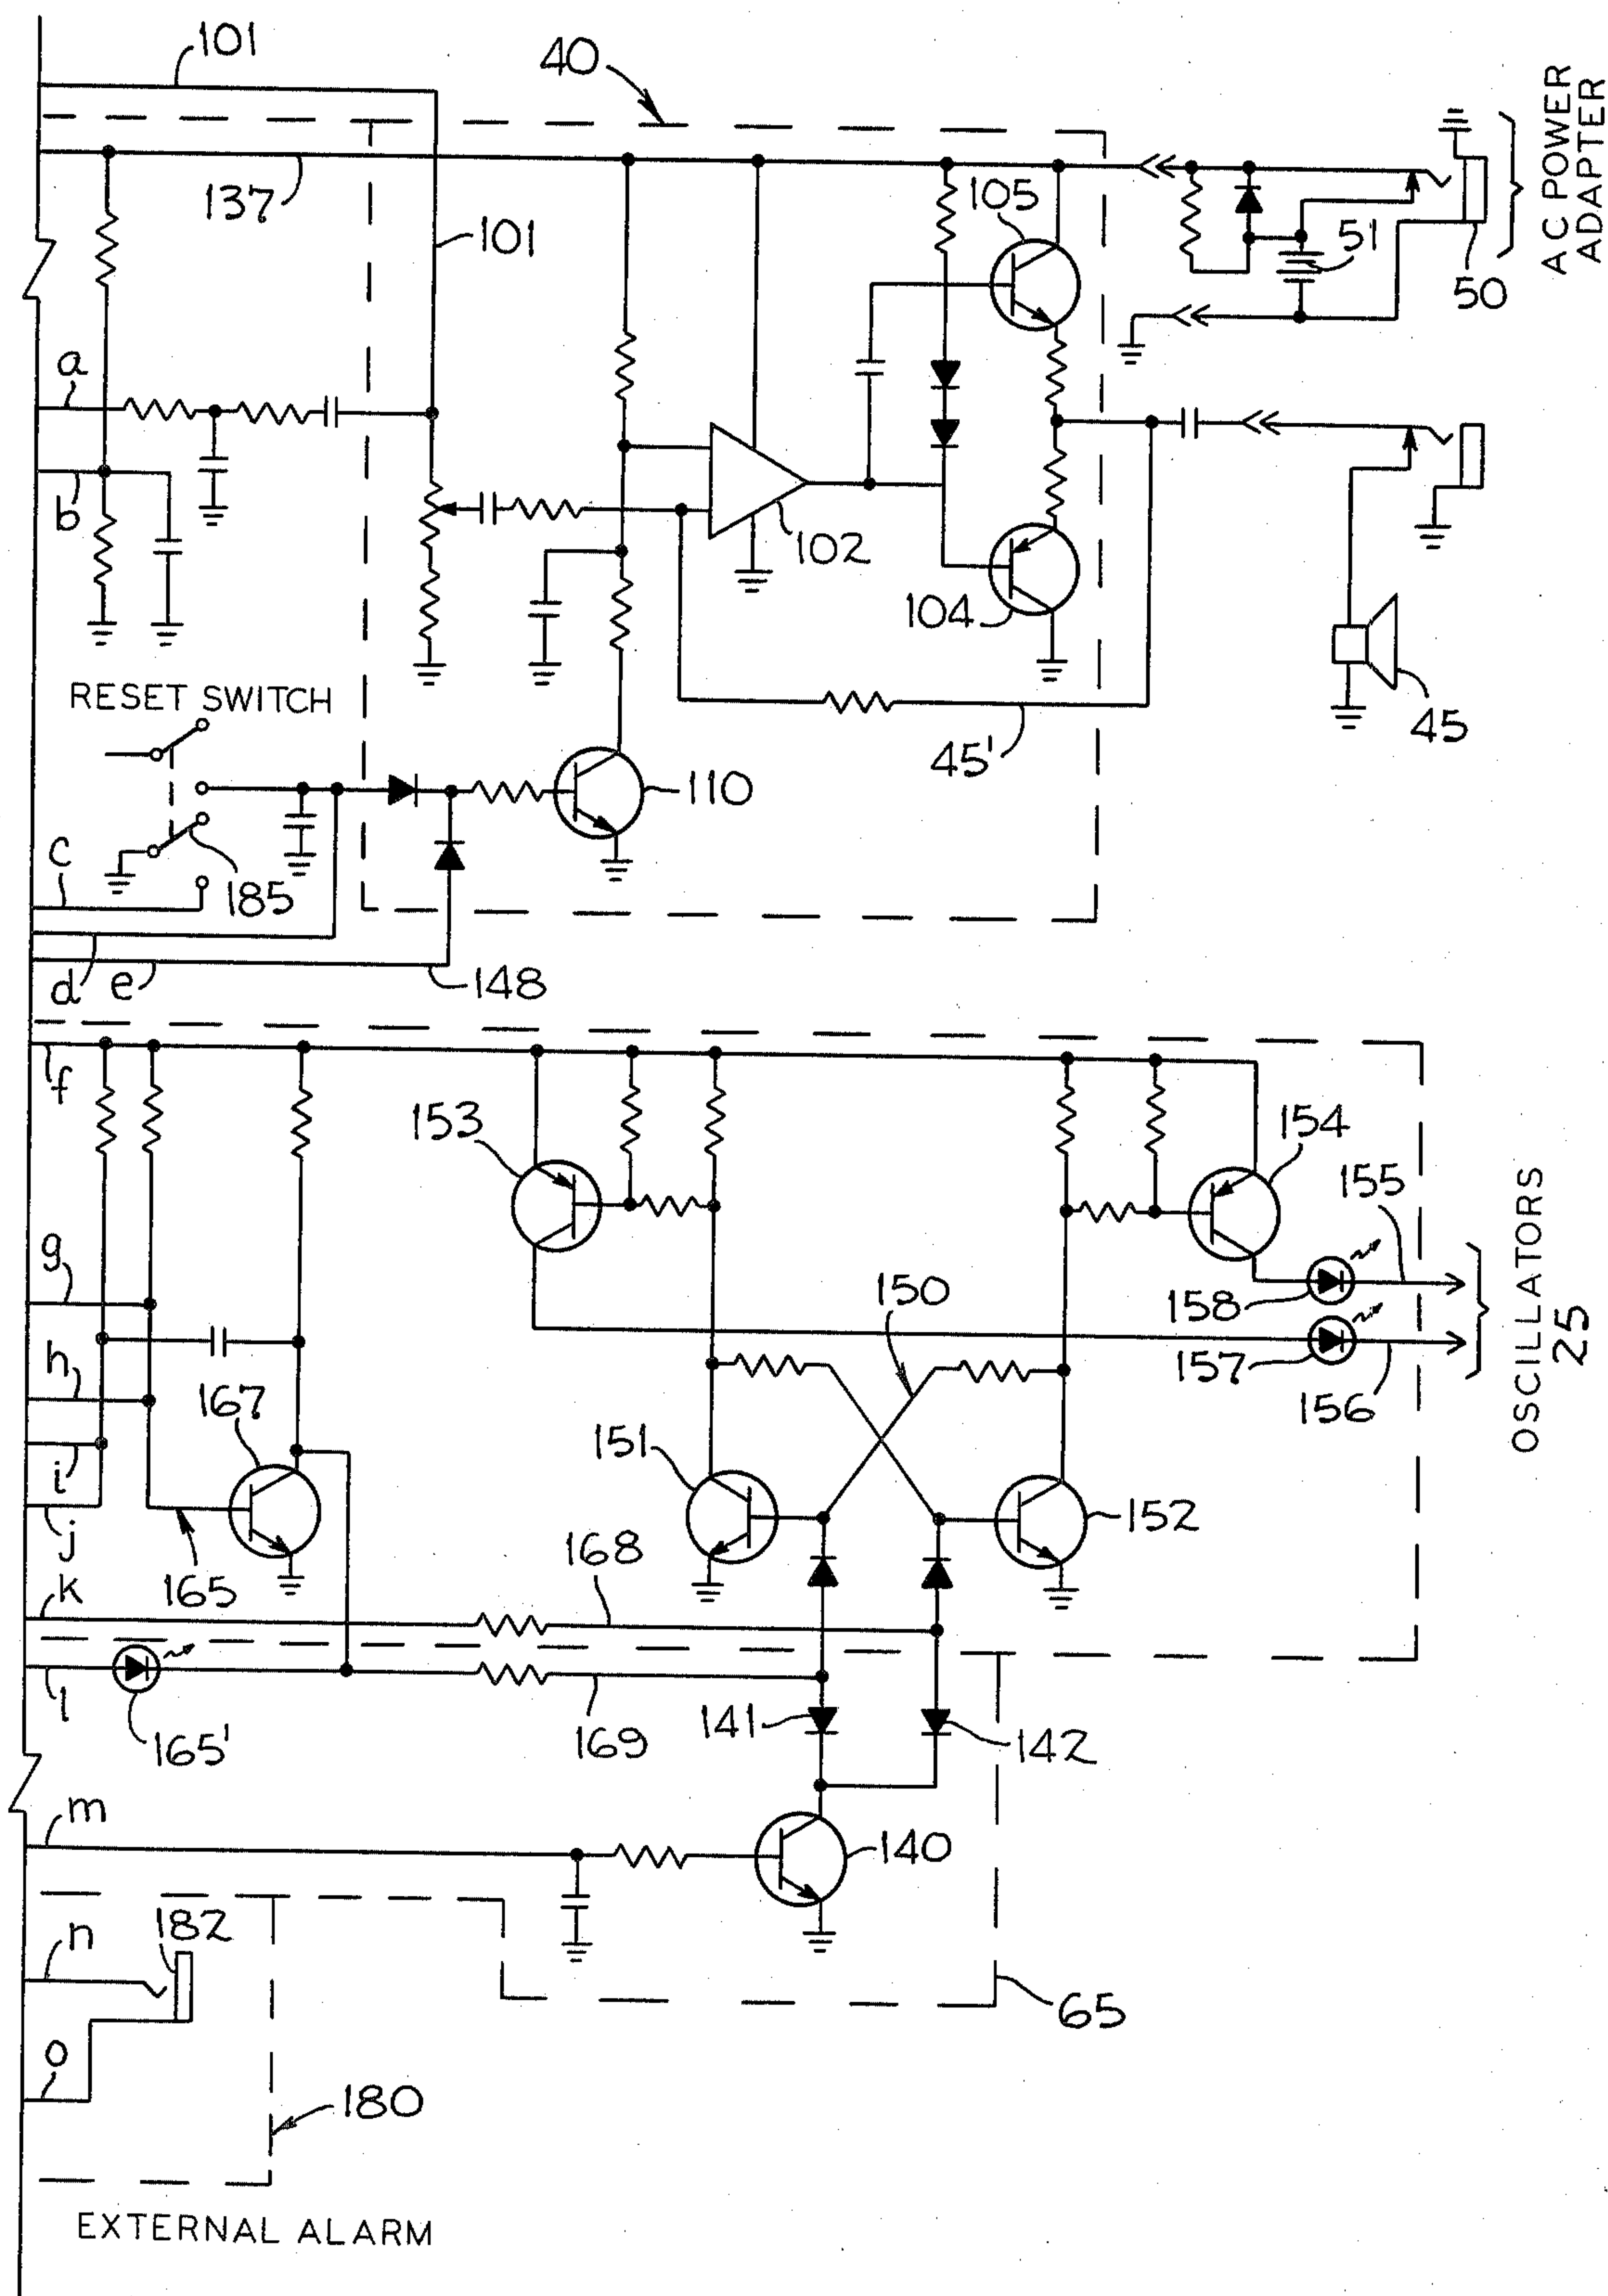 101
40
A C POWER
ADAPTER
137
101
105
51
50
a
b
102
104
RESET SWITCH
45
45'
110
c
185
d
e
148
f
153
154
155
g
150
158
OSCILLATORS
25
h
157
167
156
i
151
152
j
168
k
165
l
141
165'
169
142
m
140
n
182
65
o
180
EXTERNAL ALARM